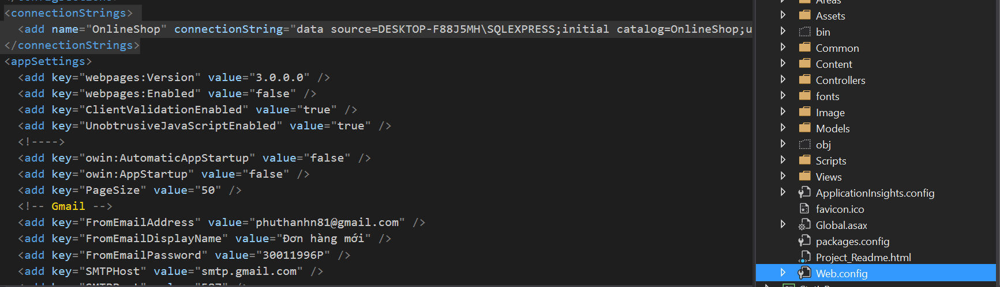 <connectionStrings>
<add name="OnlineShop" connectionString="data source=DESKTOP-F88J5MH\SQLEXPRESS;initial catalog=OnlineShop;u
</connectionStrings>
<appSettings>
<add key="webpages:Version" value="3.0.0.0" />
<add key="webpages:Enabled" value="false" />
<add key="ClientValidationEnabled" value="true" />
<add key="UnobtrusiveJavaScriptEnabled" value="true" />
<!---->
<add key="owin:AutomaticAppStartup" value="false" />
<add key="owin:AppStartup" value="false" />
<add key="PageSize" value="50" />
<!-- Gmail -->
<add key="FromEmailAddress" value="phuthanhn81@gmail.com" />
<add key="FromEmailDisplayName" value="Đơn hàng mới" />
<add key="FromEmailPassword" value="30011996P" />
<add key="SMTPHost" value="smtp.gmail.com" />
Areas
Assets
bin
Common
Content
Controllers
fonts
Image
Models
obj
Scripts
Views
ApplicationInsights.config
favicon.ico
Global.asax
packages.config
Project_Readme.html
Web.config